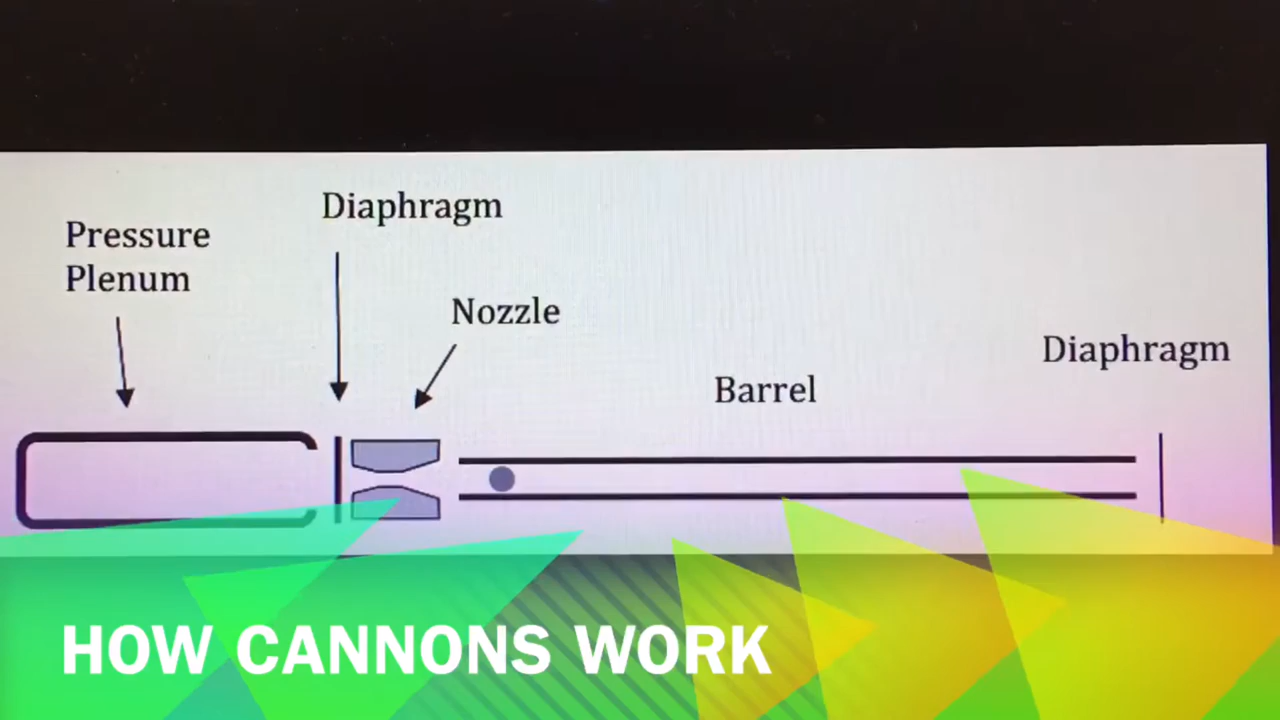 Diaphragm
Pressure
Plenum
Nozzle
Diaphragm
Barrel
HOW CANNONS WORK